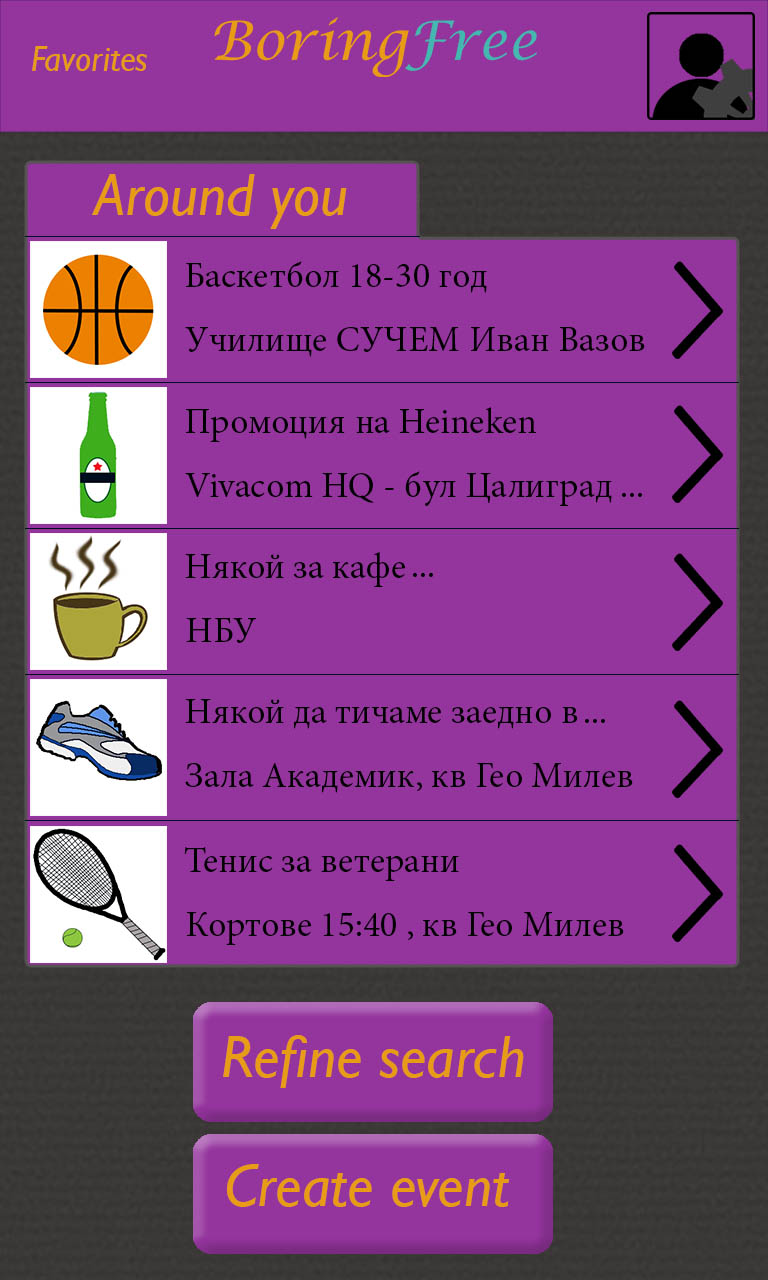 Favorites
BoringFree
Around you
Баскетбол 18-30 год
Училище СУЧЕМ Иван Вазов
Промоция на Heineken
Vivacom HQ - бул Цалиград ...
Някой за кафе...
НБУ
Някой да тичаме заедно в...
Зала Академик, кв Гео Милев
Тенис за ветерани
Кортове 15:40 , кв Гео Милев
Refine search
Create event